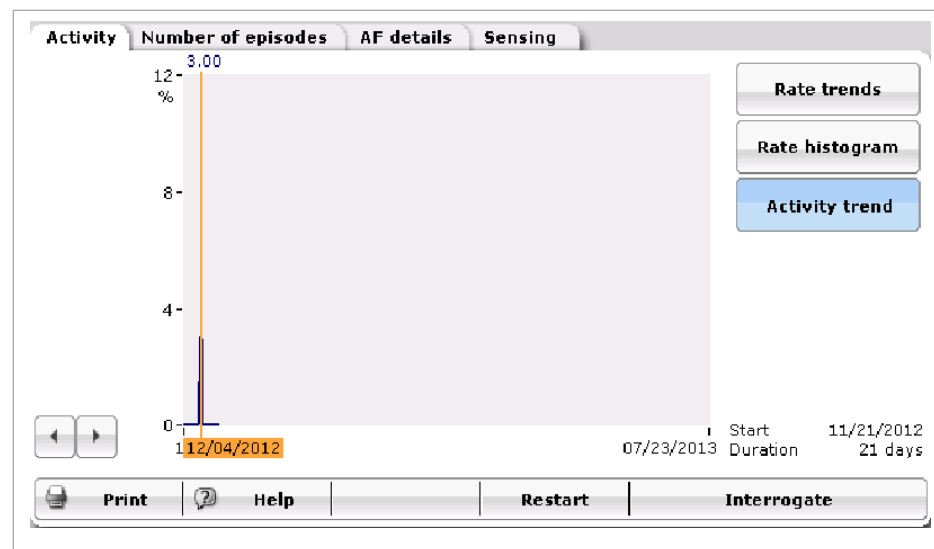 Activity Number of episodes AF details Sensing
3.00
12
%
Rate trends
Rate histogram
8
Activity trend
4
0
1 12/04/2012 07/23/2013
Start 11/21/2012
Duration 21 days
Print Help Restart Interrogate